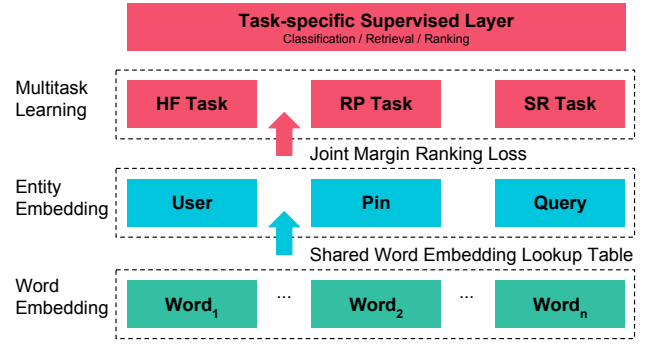 Task-specific Supervised Layer
Classification / Retrieval / Ranking
Multitask
Learning
HF Task
RP Task
SR Task
Joint Margin Ranking Loss
Entity
Embedding
User
Pin
Query
Shared Word Embedding Lookup Table
Word
Embedding
Word1
...
Word2
...
Wordn